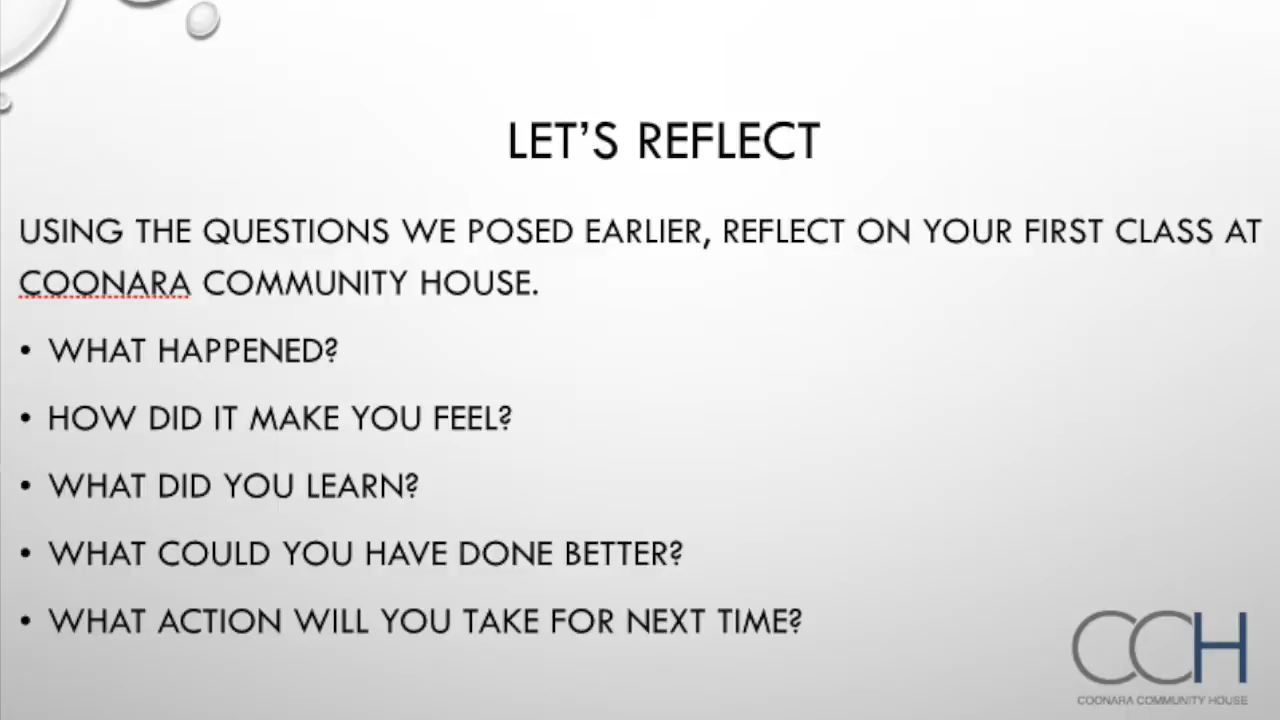 LET'S REFLECT
USING THE QUESTIONS WE POSED EARLIER, REFLECT ON YOUR FIRST CLASS AT
COONARA COMMUNITY HOUSE.
• WHAT HAPPENED?
• HOW DID IT MAKE YOU FEEL?
• WHAT DID YOU LEARN?
• WHAT COULD YOU HAVE DONE BETTER?
• WHAT ACTION WILL YOU TAKE FOR NEXT TIME?
CCH
COONARA COMMUNITY HOUSE